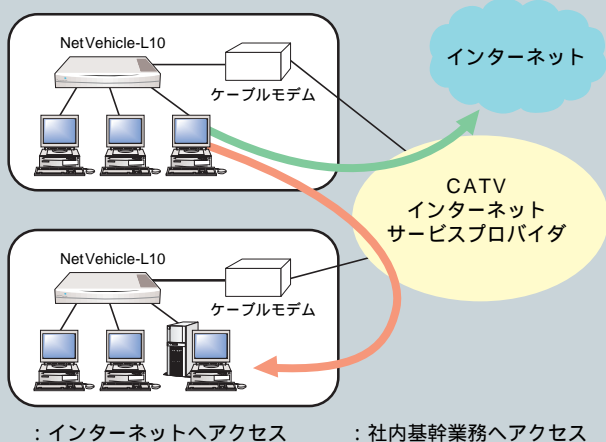 NetVehicle-L10
ケーブルモデム
インターネット
CATV
インターネット
サービスプロバイダ
NetVehicle-L10
ケーブルモデム
：インターネットへアクセス
：社内基幹業務へアクセス